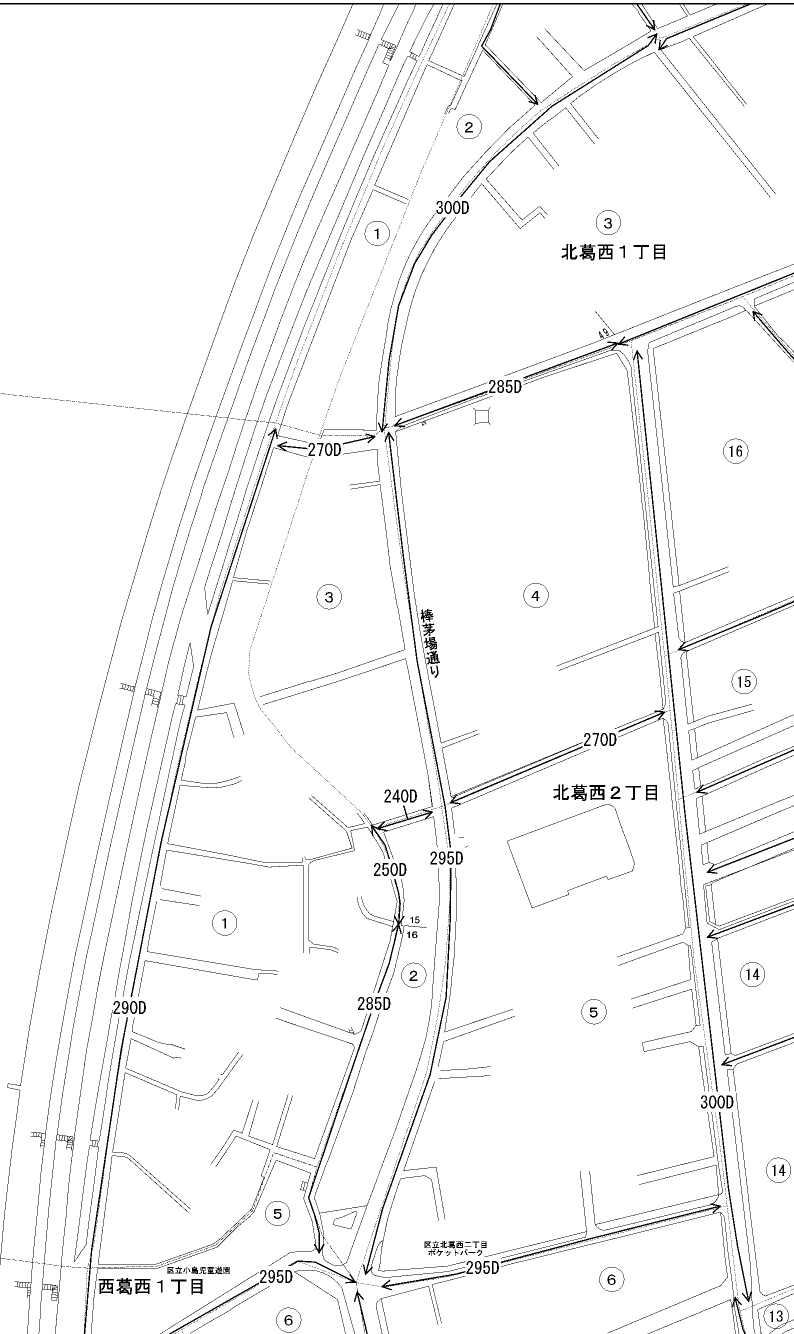 ②
300D
①
③
北葛西1丁目
49
285D
270D
16
③
④
棒茅場通り
15
270D
240D
北葛西2丁目
295D
250D
15
16
①
②
14
290D
285D
⑤
300D
14
⑤
区立北葛西二丁目
ポケットパーク
区立小島児童遊園
295D
295D
西葛西1丁目
⑥
⑥
13